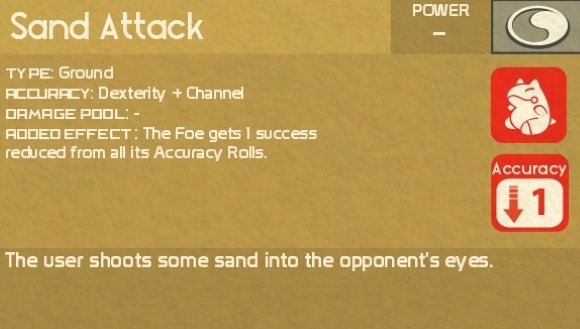 Sand Attack
POWER
–
TYPE: Ground
ACCURACY: Dexterity + Channel
DAMAGE POOL: -
ADDED EFFECT: The Foe gets 1 success
reduced from all its Accuracy Rolls.
Accuracy
1
The user shoots some sand into the opponent's eyes.